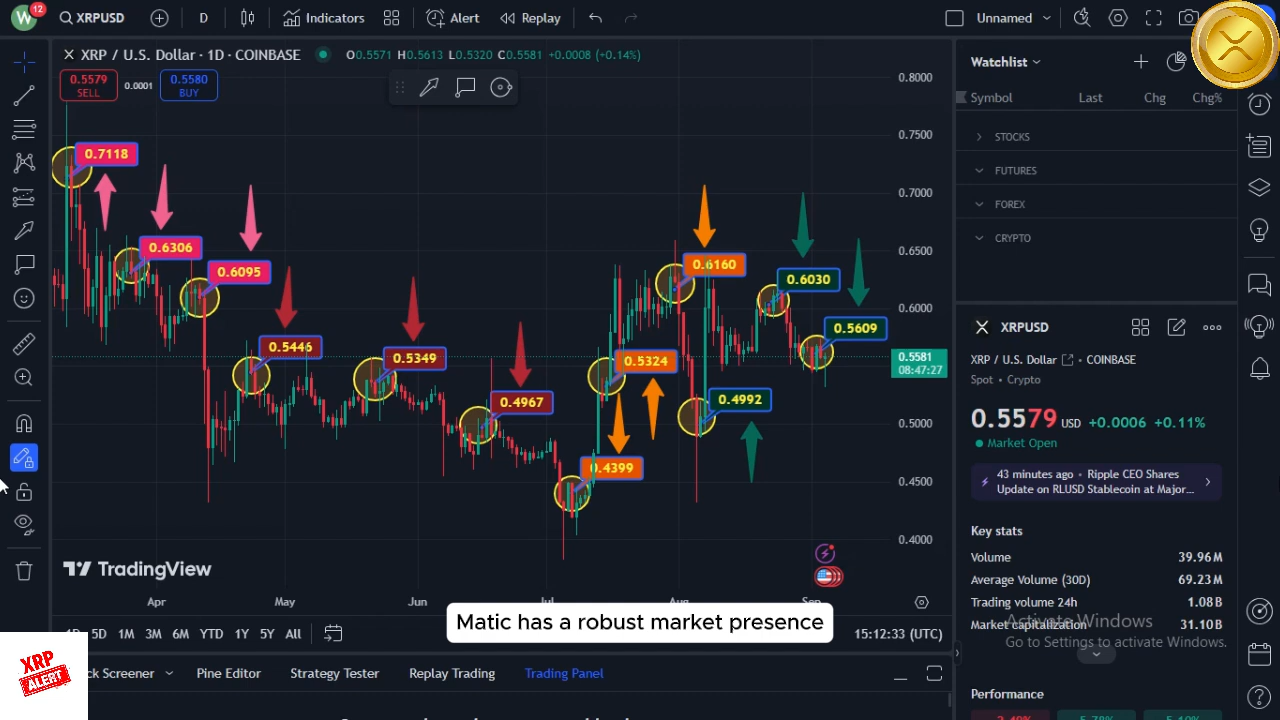 W
12
XRPUSD
D
Indicators
Alert
Replay
Unnamed
XRP / U.S. Dollar · 1D · COINBASE
O0.5571 H0.5613 L0.5320 C0.5581 +0.0008 (+0.14%)
0.5579
SELL
0.0001
0.5580
BUY
0.8000
0.7500
0.7000
0.6500
0.6000
0.5581
08:47:27
0.5000
0.4500
0.4000
0.7118
0.6306
0.6095
0.5446
0.5349
0.4967
0.4399
0.5324
0.6160
0.4992
0.6030
0.5609
TradingView
Apr
May
Jun
Jul
Aug
Sep
5D 1M 3M 6M YTD 1Y 5Y All
15:12:33 (UTC)
Matic has a robust market presence
XRP
ALERT
Screener
Pine Editor
Strategy Tester
Replay Trading
Trading Panel
Watchlist
Symbol
Last
Chg
Chg%
STOCKS
FUTURES
FOREX
CRYPTO
XRPUSD
XRP / U.S. Dollar
COINBASE
Spot • Crypto
0.5579 USD +0.0006 +0.11%
Market Open
43 minutes ago • Ripple CEO Shares
Update on RLUSD Stablecoin at Major...
Key stats
Volume 39.96M
Average Volume (30D) 69.23M
Trading volume 24h 1.08B
Market capitalization 31.10B
Activate Windows
Go to Settings to activate Windows.
Performance